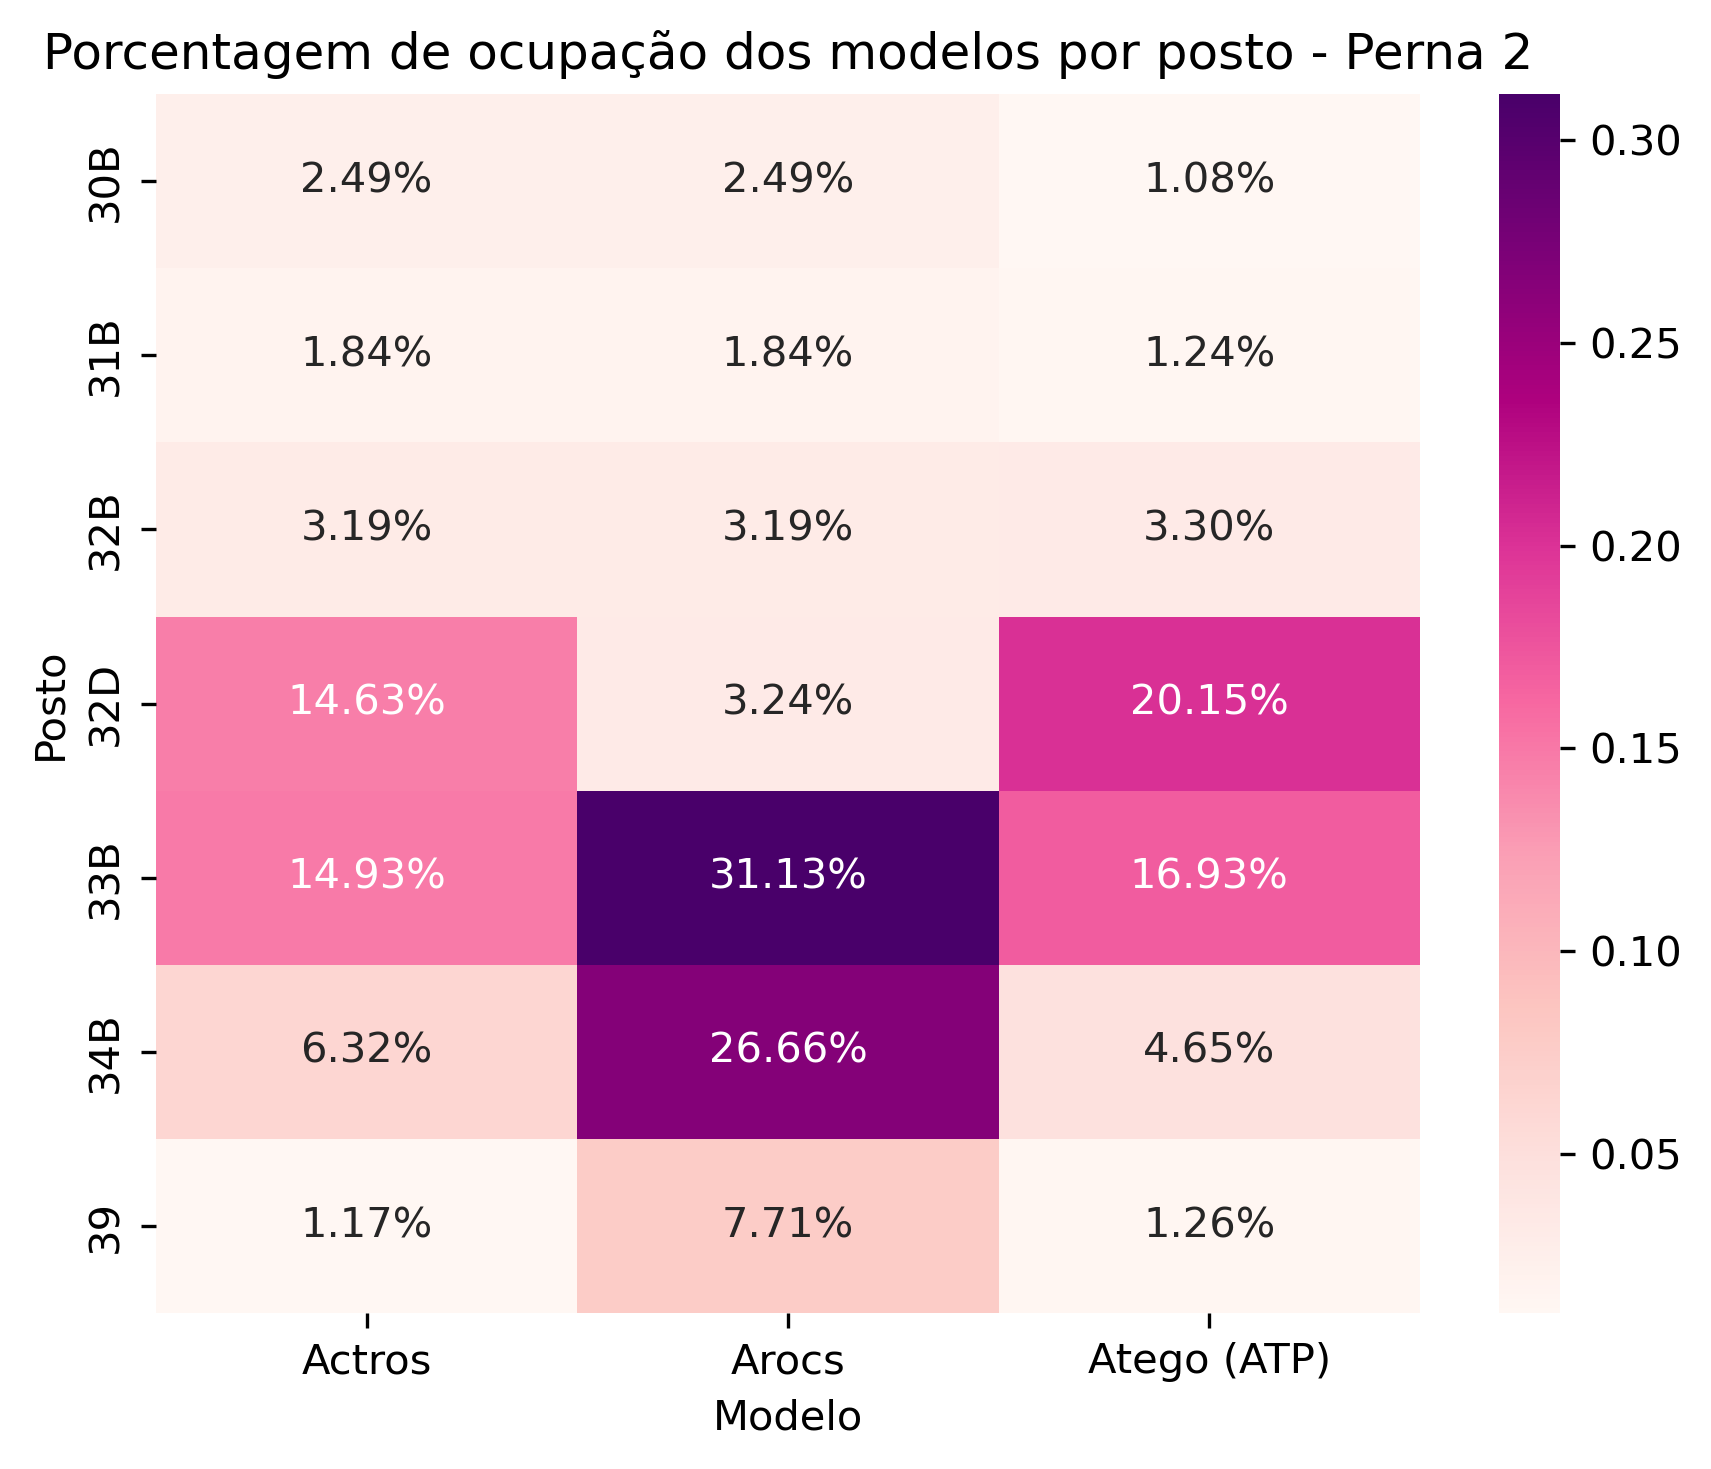 Porcentagem de ocupação dos modelos por posto - Perna 2
30B 2.49% 2.49% 1.08%
31B 1.84% 1.84% 1.24%
32B 3.19% 3.19% 3.30%
32D 14.63% 3.24% 20.15%
33B 14.93% 31.13% 16.93%
34B 6.32% 26.66% 4.65%
39 1.17% 7.71% 1.26%
Posto
Actros Arocs Atego (ATP)
Modelo
0.30
0.25
0.20
0.15
0.10
0.05